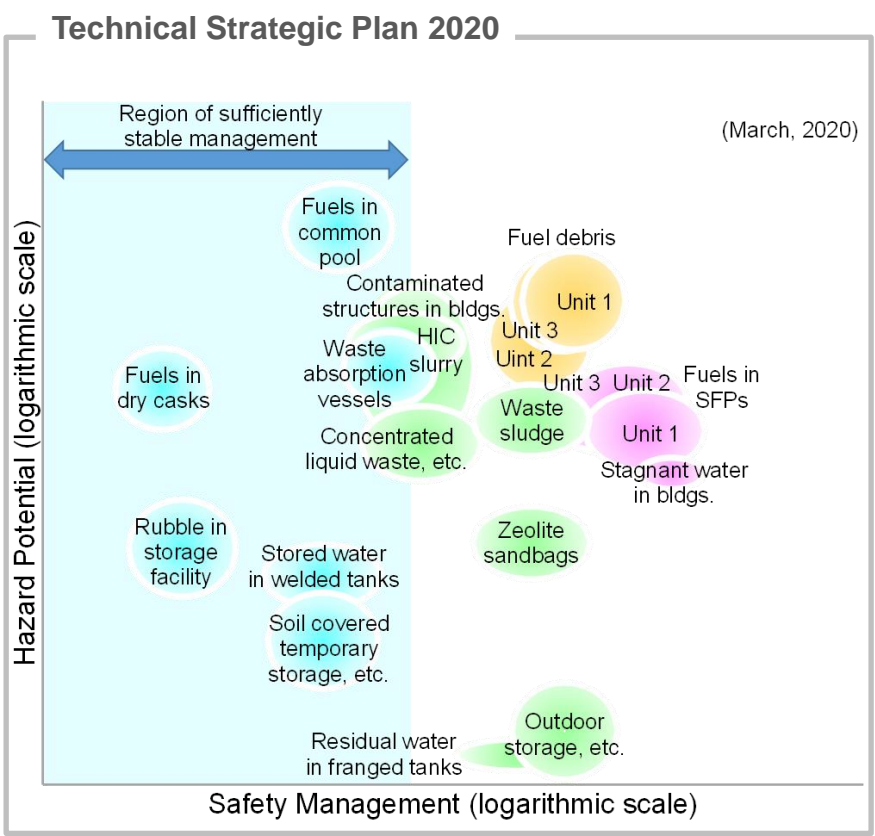 Technical Strategic Plan 2020
Region of sufficiently
stable management
(March, 2020)
Fuels in
common
pool
Fuel debris
Unit 1
Unit 3
Uint 2
Contaminated
structures in bldgs.
HIC
slurry
Waste
absorption
vessels
Fuels in
dry casks
Unit 3
Unit 2
Fuels in
SFPs
Unit 1
Waste
sludge
Concentrated
liquid waste, etc.
Stagnant water
in bldgs.
Rubble in
storage
facility
Stored water
in welded tanks
Zeolite
sandbags
Soil covered
temporary
storage, etc.
Outdoor
storage, etc.
Residual water
in franged tanks
Hazard Potential (logarithmic scale)
Safety Management (logarithmic scale)